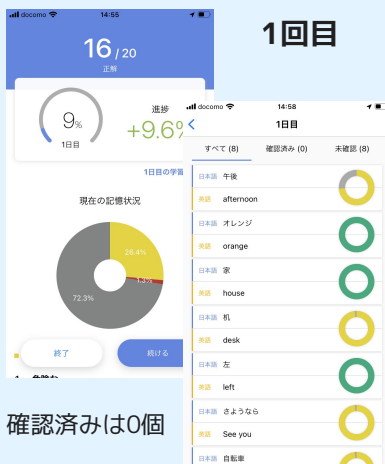 docomo 14:55
1回目
16 / 20
正解
9%
1日目
進捗
+9.6%
1日目の学習
現在の記憶状況
26.4%
1.3%
72.3%
終了
続ける
確認済みは0個
docomo 14:58
1日目
すべて (8) 確認済み (0) 未確認 (8)
日本語 午後
英語 afternoon
日本語 オレンジ
英語 orange
日本語 家
英語 house
日本語 机
英語 desk
日本語 左
英語 left
日本語 さようなら
英語 See you
日本語 自転車